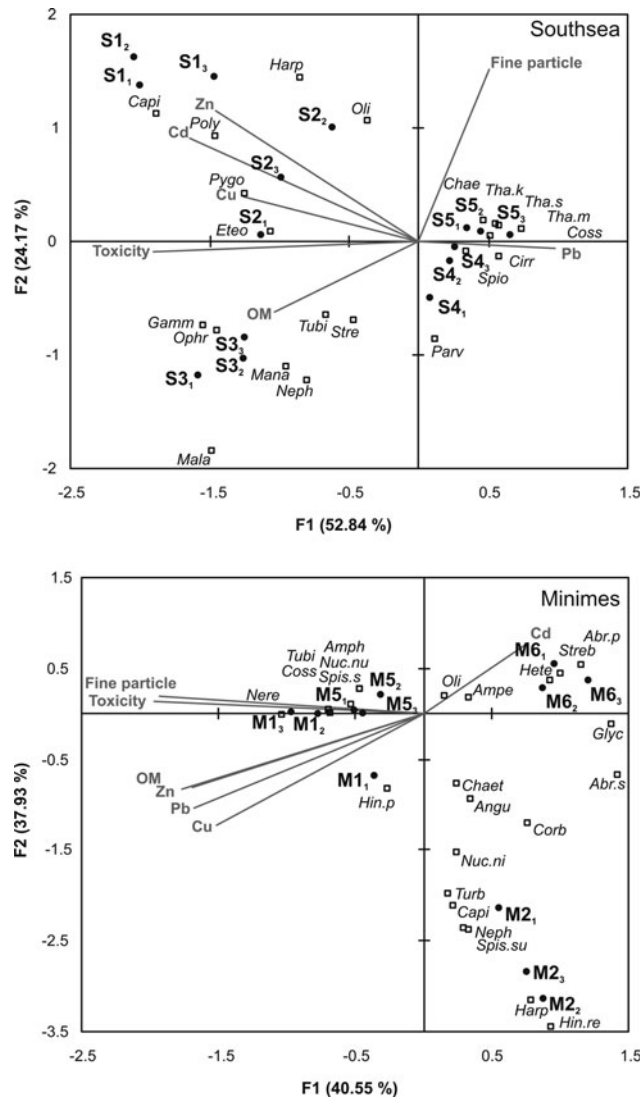 Southsea
2
1
0
-1
-2
F2 (24.17 %)
S1₂
S1₁
S1₃
Harp
Fine particle
Capi
Zn
Oli
S2₂
Poly
Cd
S2₃
Pygo
Cu
Chae
Tha.k
Tha.s
S5₂
S5₁
S5₃
Tha.m
S2₁
Eteo
Coss
Toxicity
Pb
S4₃
Cirr
S4₂
Spio
OM
S4₁
Gamm
Tubi
Stre
Ophr
S3₃
Parv
S3₂
Mana
S3₁
Neph
Mala
-2.5
-1.5
-0.5
0.5
1.5
F1 (52.84 %)
Minimes
1.5
0.5
-0.5
-1.5
-2.5
-3.5
F2 (37.93 %)
Cd
Abr.p
M6₁
Streb
Amph
Tubi
Nuc.nu
Hete
Coss
Spis.s
M5₂
Fine particle
Oli
Ampe
M6₃
Toxicity
Nere
M5₁
M6₂
M5₃
M1₃
M1₂
Glyc
OM
M1₁
Zn
Abr.s
Hin.p
Chaet
Pb
Angu
Cu
Corb
Nuc.ni
Turb
Capi
M2₁
Neph
Spis.su
M2₃
Harp
M2₂
Hin.re
-2.5
-1.5
-0.5
0.5
1.5
F1 (40.55 %)